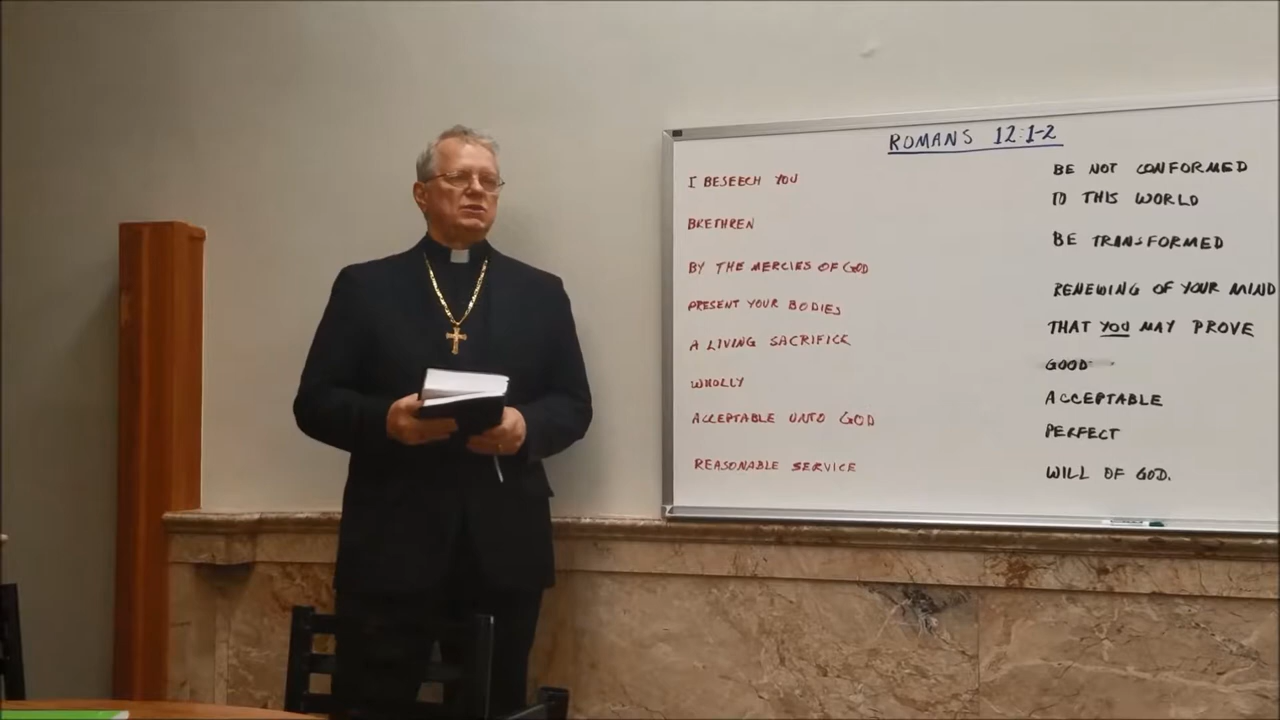 ROMANS 12:1-2
I BESEECH YOU
BRETHREN
BY THE MERCIES OF GOD
PRESENT YOUR BODIES
A LIVING SACRIFICE
WHOLLY
ACCEPTABLE UNTO GOD
REASONABLE SERVICE
BE NOT CONFORMED
TO THIS WORLD
BE TRANSFORMED
RENEWING OF YOUR MIND
THAT YOU MAY PROVE
GOOD
ACCEPTABLE
PERFECT
WILL OF GOD.